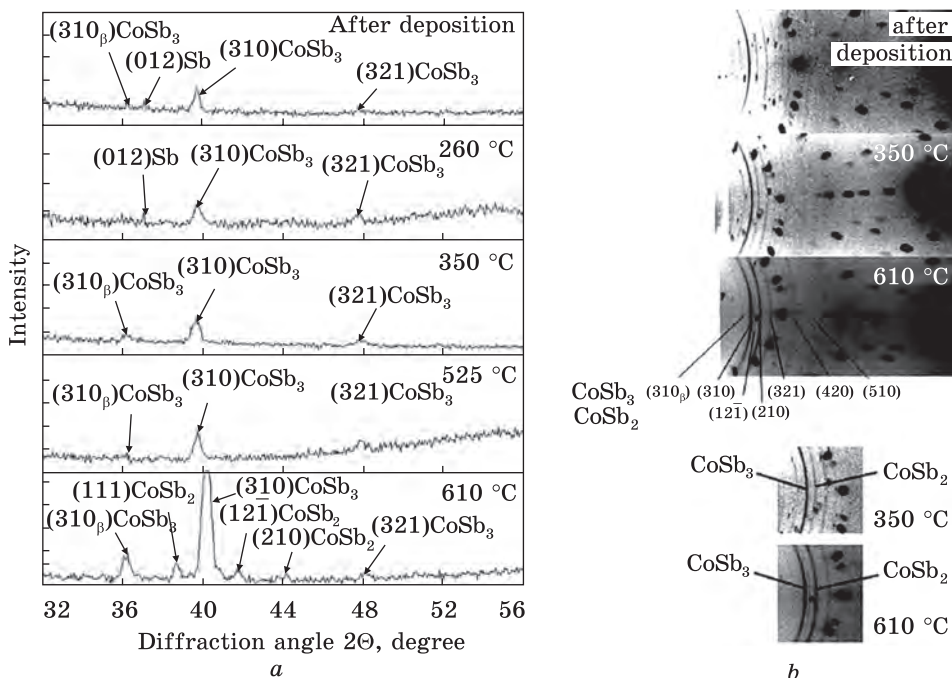 After deposition
(310β)CoSb₃
(012)Sb
(310)CoSb₃
(321)CoSb₃
260 °C
(012)Sb
(310)CoSb₃
(321)CoSb₃
350 °C
(310β)CoSb₃
(310)CoSb₃
(321)CoSb₃
525 °C
(310β)CoSb₃
(310)CoSb₃
(321)CoSb₃
610 °C
(111)CoSb₂
(310β)CoSb₃
(310)CoSb₃
(121̄)CoSb₂
(210)CoSb₂
(321)CoSb₃
Intensity
32 36 40 44 48 52 56
Diffraction angle 2Θ, degree
a
after
deposition
350 °C
610 °C
CoSb₃ (310β) (310) (321) (420) (510)
CoSb₂ (121̄) (210)
CoSb₃
CoSb₂
350 °C
CoSb₃
CoSb₂
610 °C
b